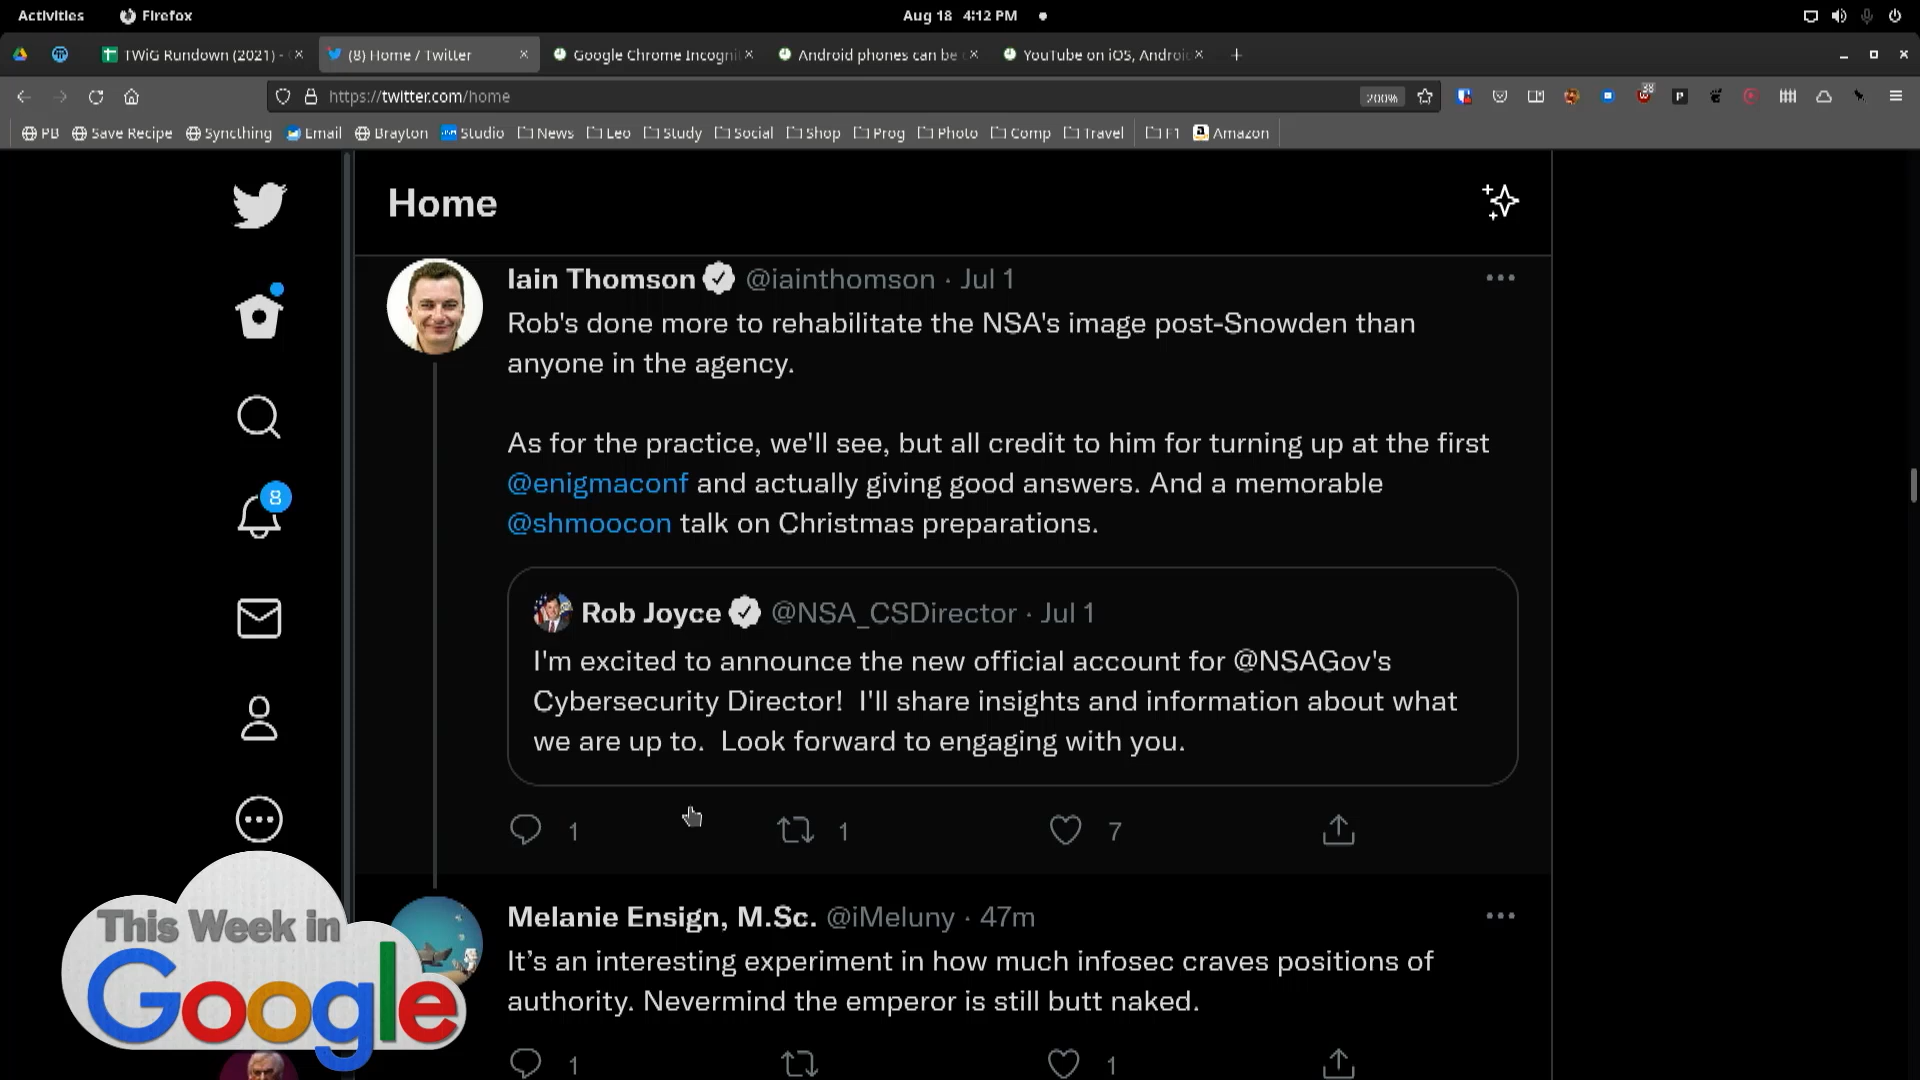 Activities Firefox Aug 18 4:12 PM
TWiG Rundown (2021) - (8) Home / Twitter Google Chrome Incogni Android phones can be YouTube on iOS, Androi
https://twitter.com/home 200% 38
PB Save Recipe Syncthing Email Brayton Studio News Leo Study Social Shop Prog Photo Comp Travel F1 Amazon
Home
Iain Thomson @iainthomson · Jul 1
Rob's done more to rehabilitate the NSA's image post-Snowden than
anyone in the agency.
As for the practice, we'll see, but all credit to him for turning up at the first
@enigmaconf and actually giving good answers. And a memorable
@shmoocon talk on Christmas preparations.
8
Rob Joyce @NSA_CSDirector · Jul 1
I'm excited to announce the new official account for @NSAGov's
Cybersecurity Director! I'll share insights and information about what
we are up to. Look forward to engaging with you.
1 1 7
Melanie Ensign, M.Sc. @iMeluny · 47m
It's an interesting experiment in how much infosec craves positions of
authority. Nevermind the emperor is still butt naked.
1 1
This Week in
Google